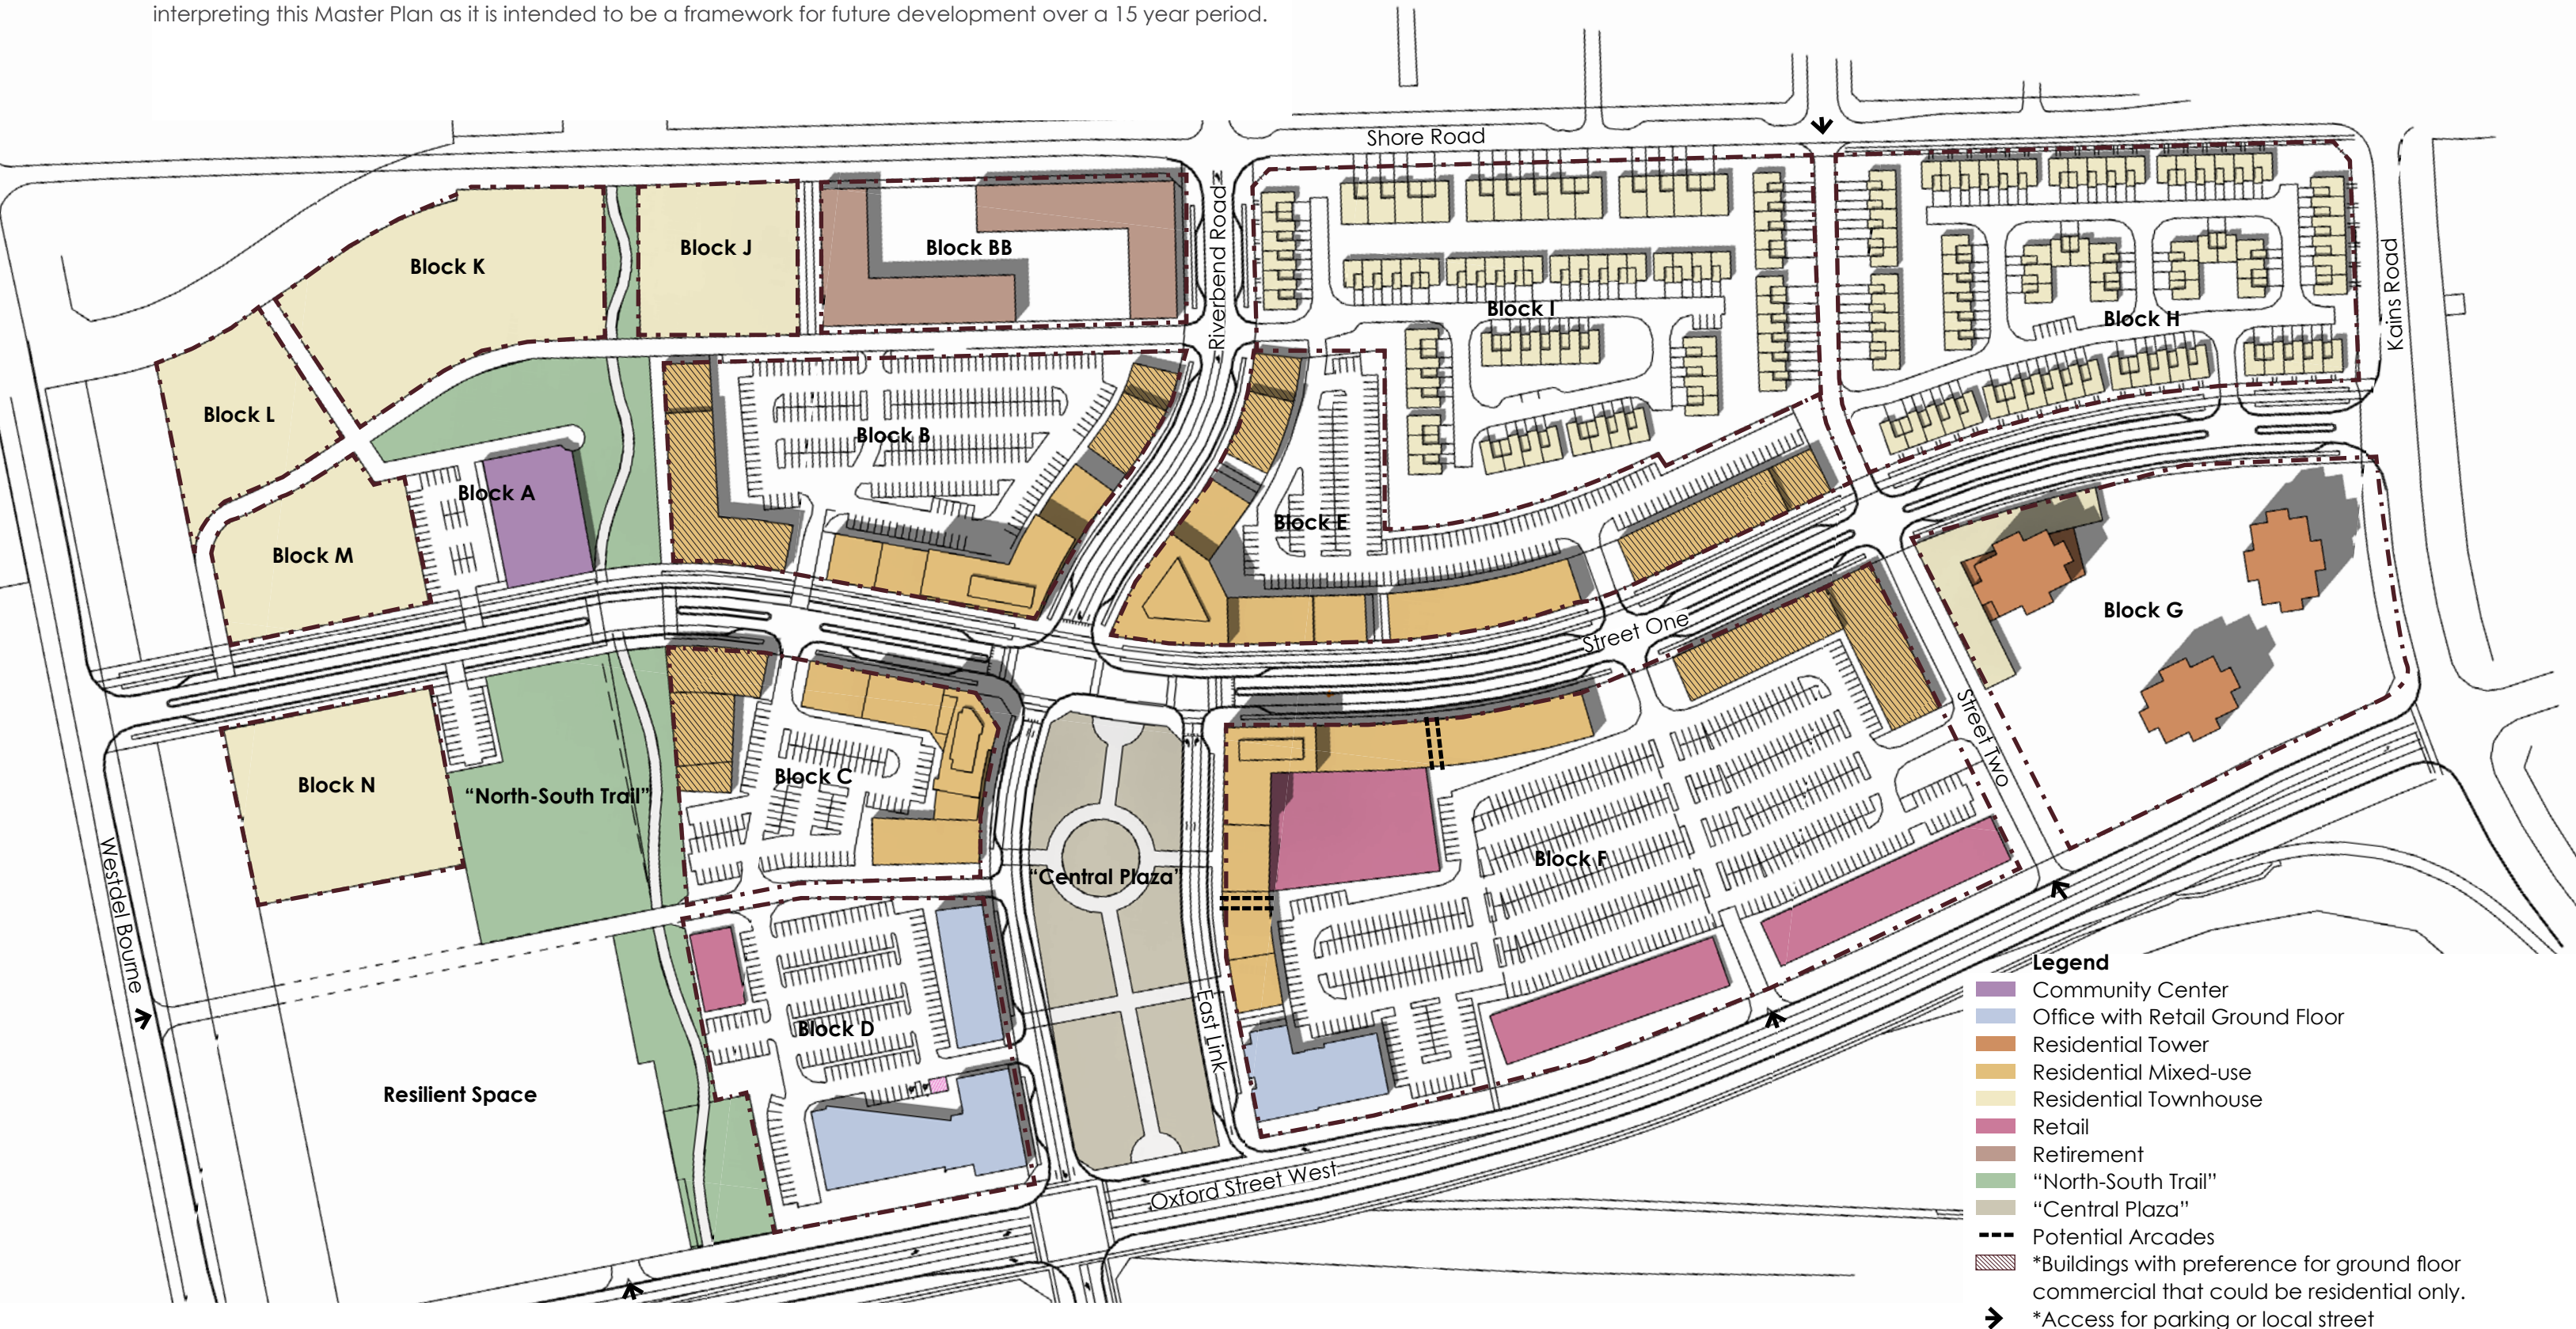 interpreting this Master Plan as it is intended to be a framework for future development over a 15 year period.
Shore Road
Riverbend Road
Kains Road
Block K
Block J
Block BB
Block I
Block H
Block L
Block B
Block A
Block E
Block M
Block G
Street One
Street Two
Block N
"North-South Trail"
Block C
"Central Plaza"
Block F
Westdel Bourne
East Link
Block D
Resilient Space
Oxford Street West
Legend
Community Center
Office with Retail Ground Floor
Residential Tower
Residential Mixed-use
Residential Townhouse
Retail
Retirement
“North-South Trail”
“Central Plaza”
Potential Arcades
*Buildings with preference for ground floor
commercial that could be residential only.
*Access for parking or local street